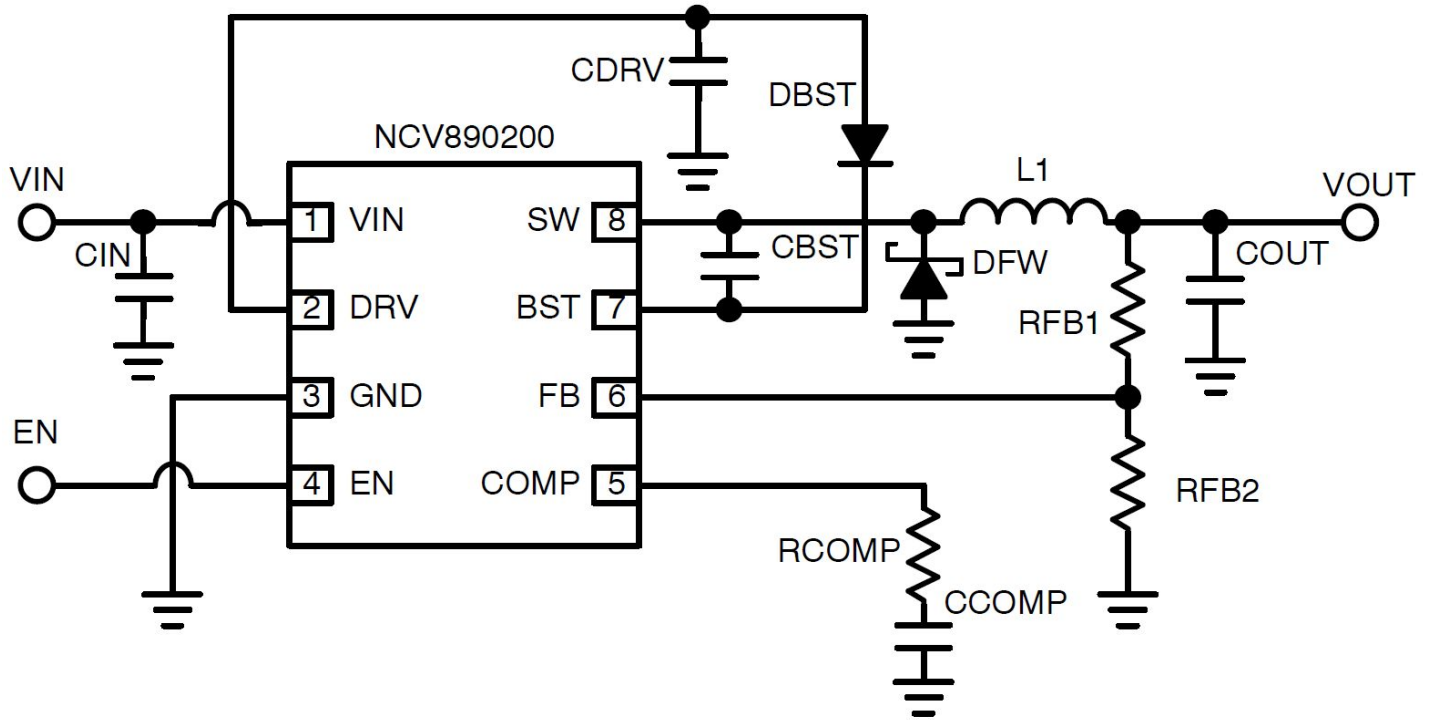 CDRV
DBST
NCV890200
VIN
L1
VOUT
1 VIN
SW 8
CIN
CBST
DFW
COUT
2 DRV
BST 7
RFB1
3 GND
FB 6
EN
4 EN
COMP 5
RFB2
RCOMP
CCOMP